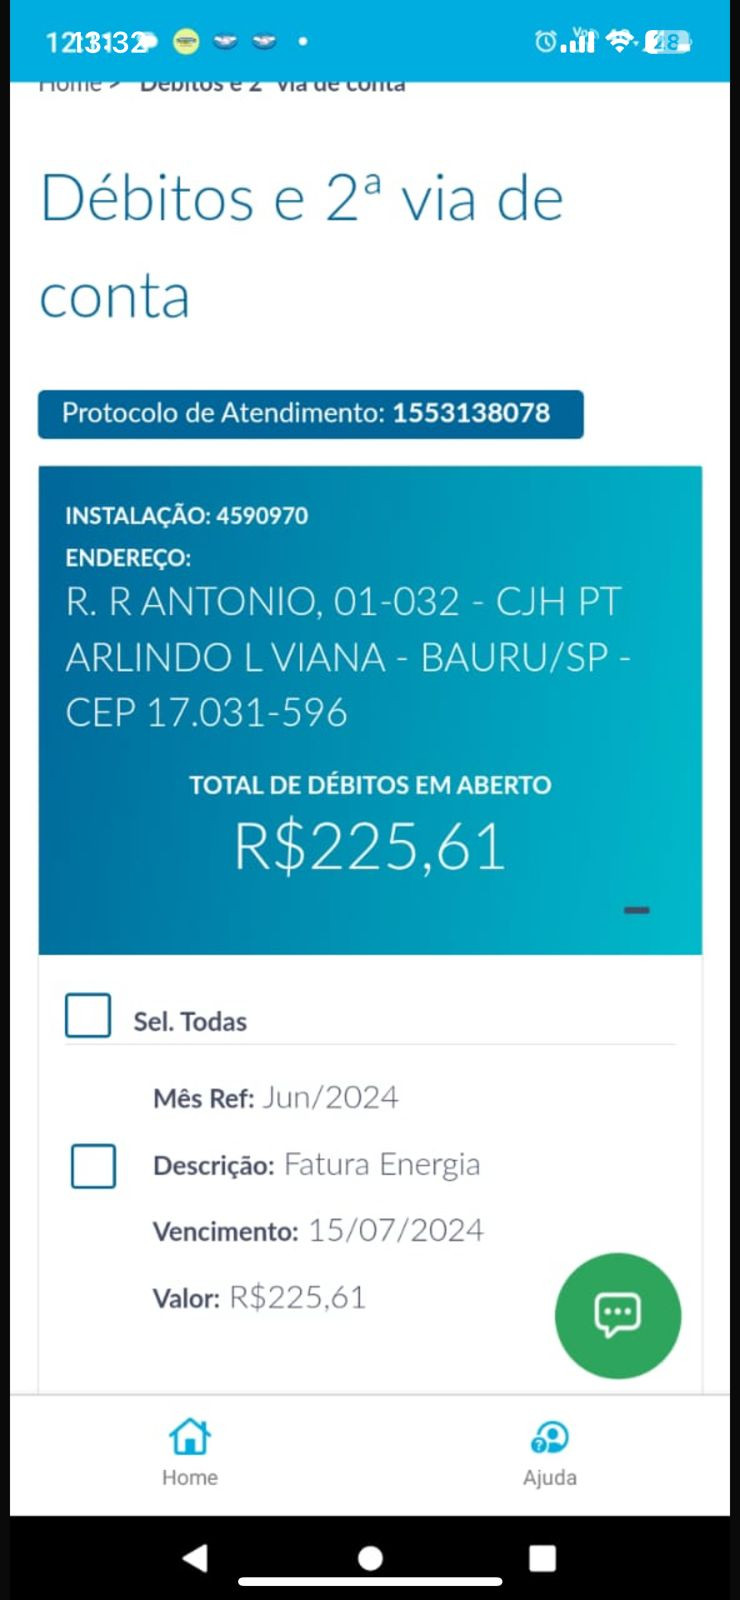 13:32
28
Home > Débitos e 2ª via de conta
Débitos e 2ª via de
conta
Protocolo de Atendimento: 1553138078
INSTALAÇÃO: 4590970
ENDEREÇO:
R. R ANTONIO, 01-032 - CJH PT
ARLINDO L VIANA - BAURU/SP -
CEP 17.031-596
TOTAL DE DÉBITOS EM ABERTO
R$225,61
Sel. Todas
Mês Ref: Jun/2024
Descrição: Fatura Energia
Vencimento: 15/07/2024
Valor: R$225,61
Home
Ajuda